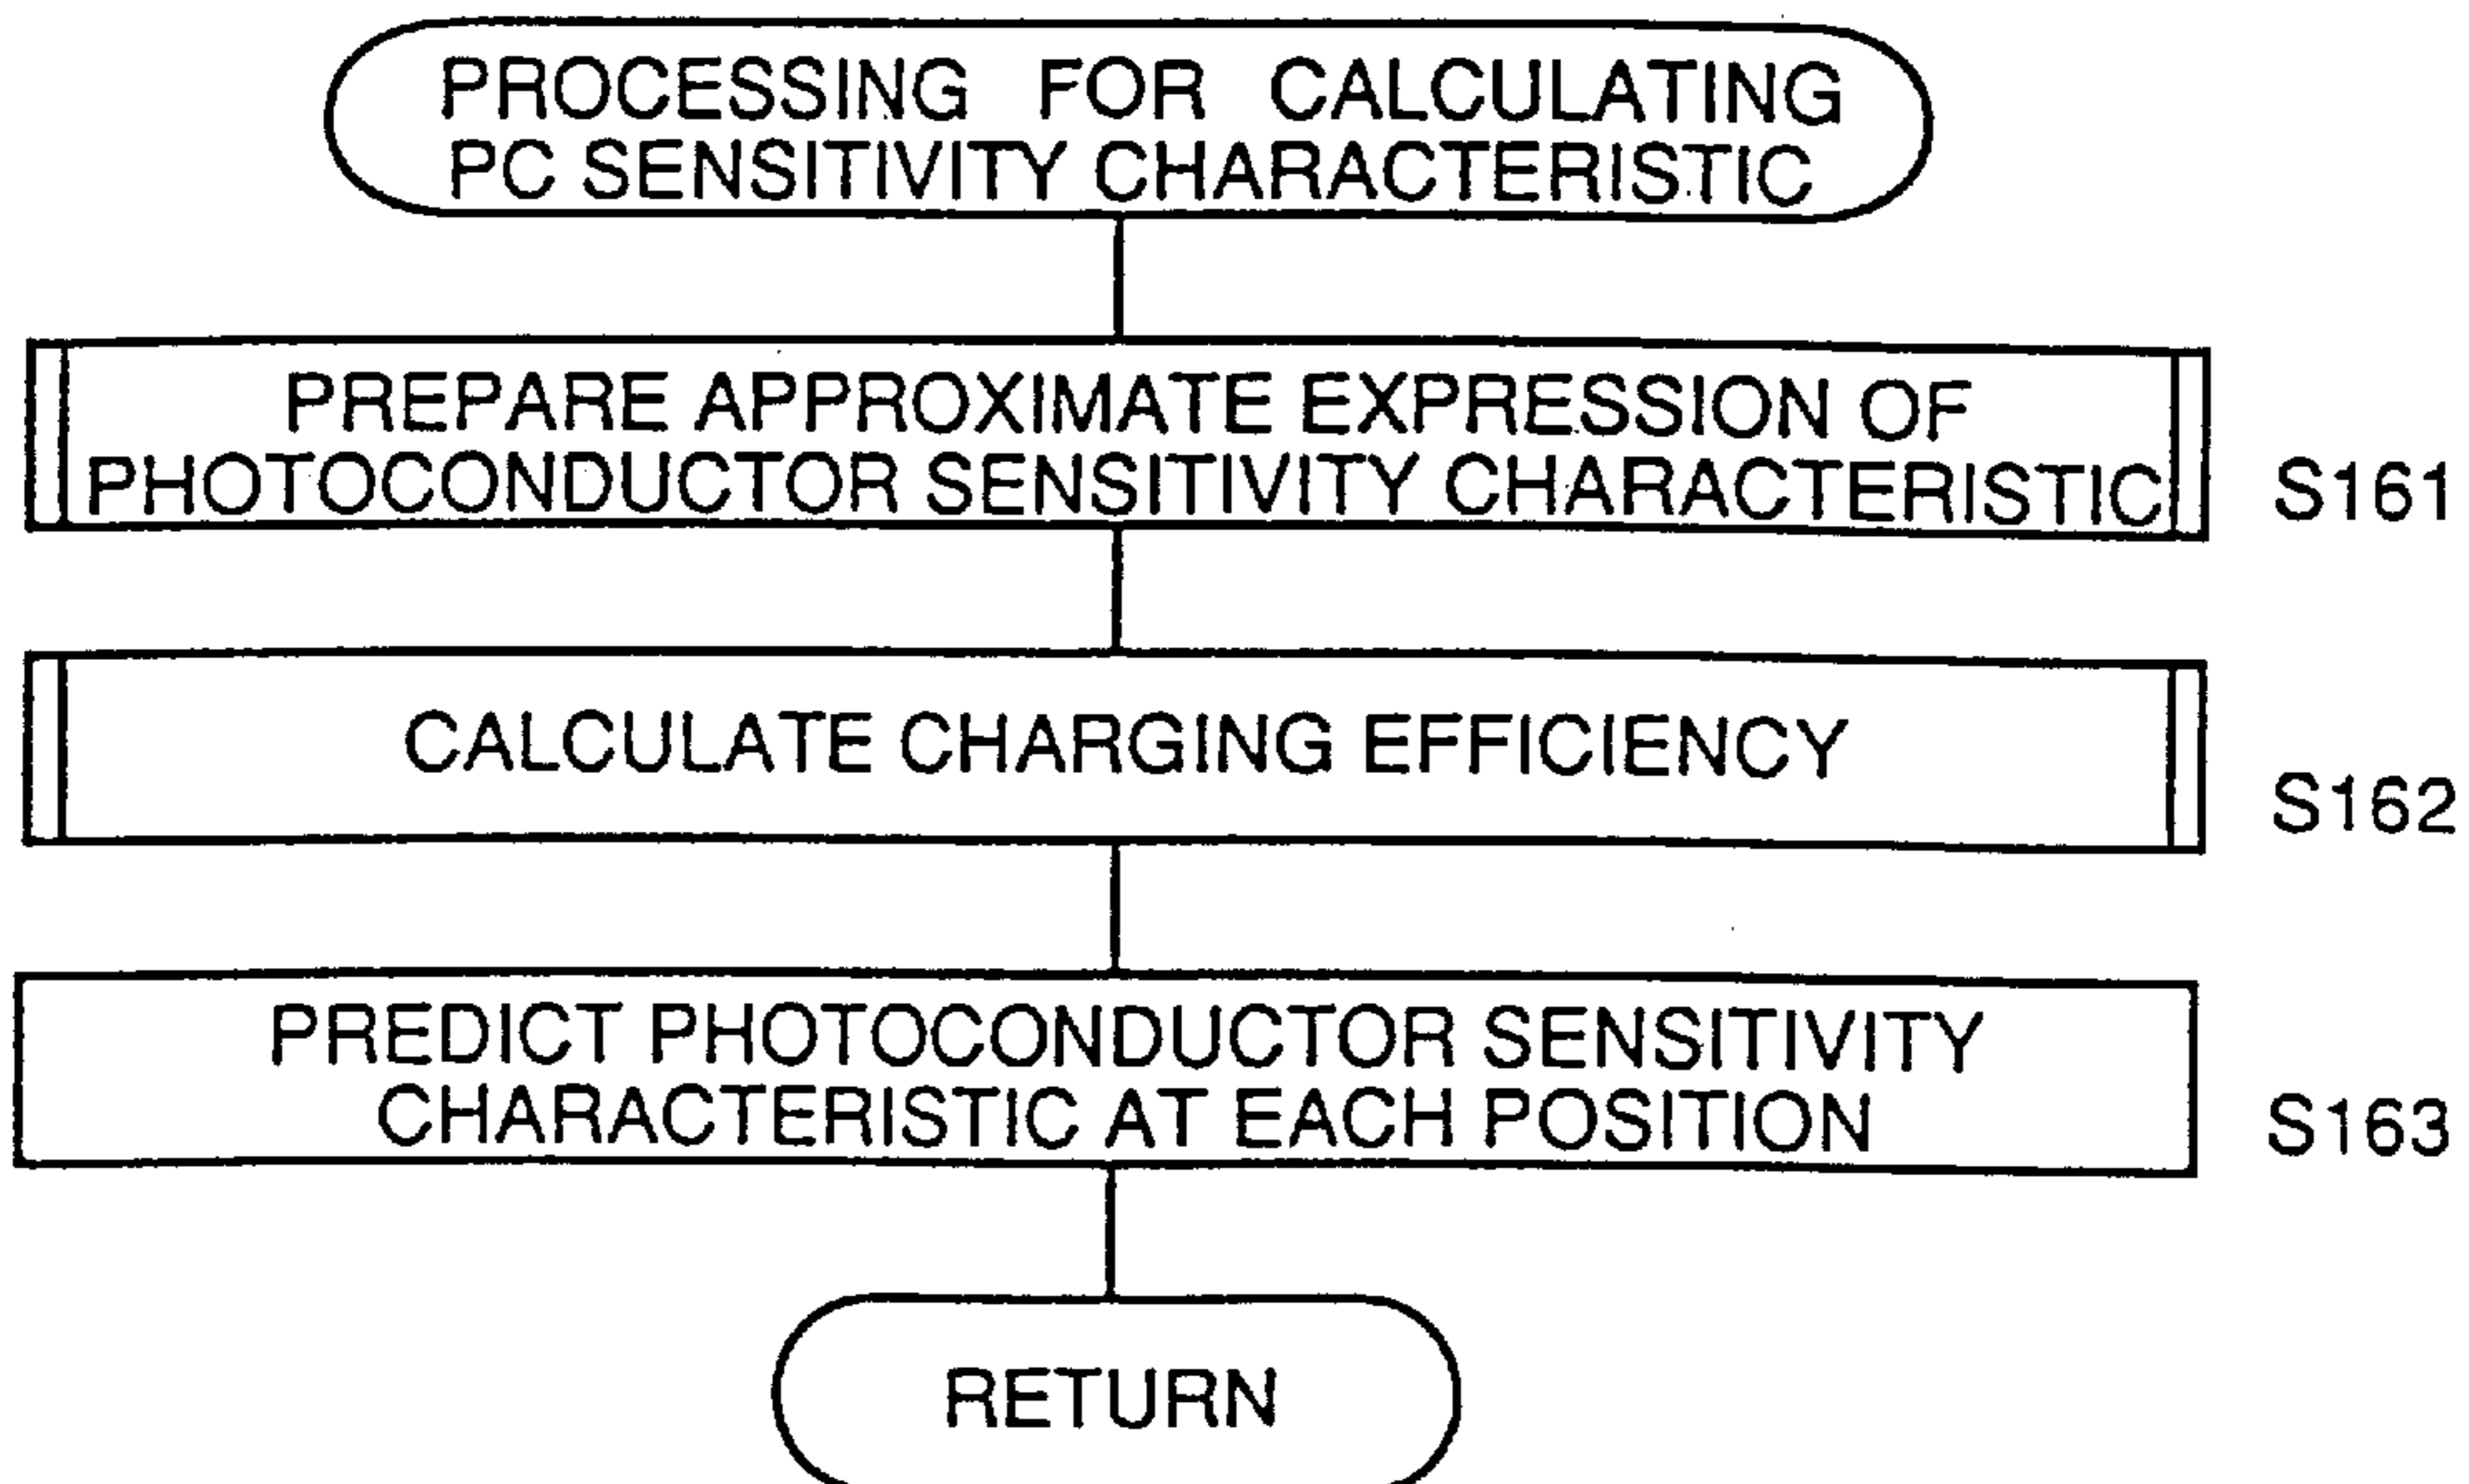 PROCESSING FOR CALCULATING
PC SENSITIVITY CHARACTERISTIC
PREPARE APPROXIMATE EXPRESSION OF
PHOTOCONDUCTOR SENSITIVITY CHARACTERISTIC
S161
CALCULATE CHARGING EFFICIENCY
S162
PREDICT PHOTOCONDUCTOR SENSITIVITY
CHARACTERISTIC AT EACH POSITION
S163
RETURN